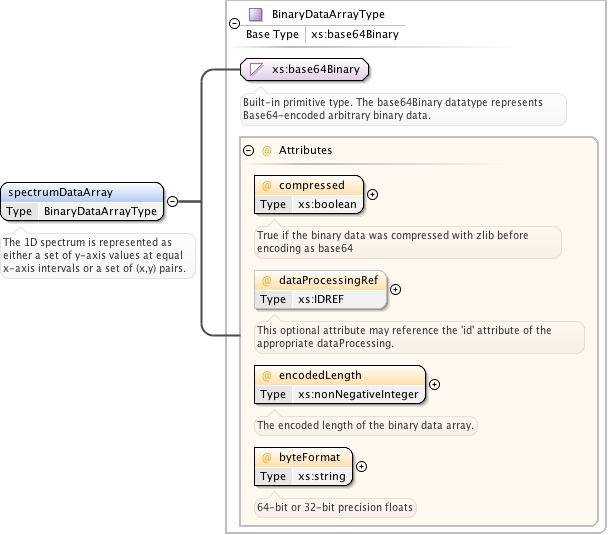 BinaryDataArrayType
Base Type xs:base64Binary
xs:base64Binary
Built-in primitive type. The base64Binary datatype represents
Base64-encoded arbitrary binary data.
@ Attributes
spectrumDataArray
Type BinaryDataArrayType
The 1D spectrum is represented as
either a set of y-axis values at equal
x-axis intervals or a set of (x,y) pairs.
@ compressed
Type xs:boolean
True if the binary data was compressed with zlib before
encoding as base64
@ dataProcessingRef
Type xs:IDREF
This optional attribute may reference the 'id' attribute of the
appropriate dataProcessing.
@ encodedLength
Type xs:nonNegativeInteger
The encoded length of the binary data array.
@ byteFormat
Type xs:string
64-bit or 32-bit precision floats